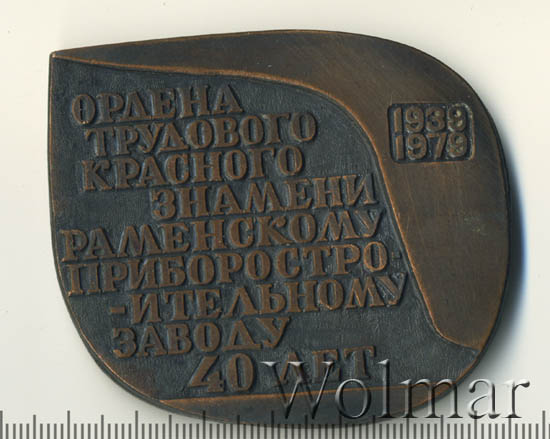 ОРДЕНА
ТРУДОВОГО
КРАСНОГО
ЗНАМЕНИ
РАМЕНСКОМУ
ПРИБОРОСТРО-
-ИТЕЛЬНОМУ
ЗАВОДУ
40 ЛЕТ
1939
1979
Wolmar